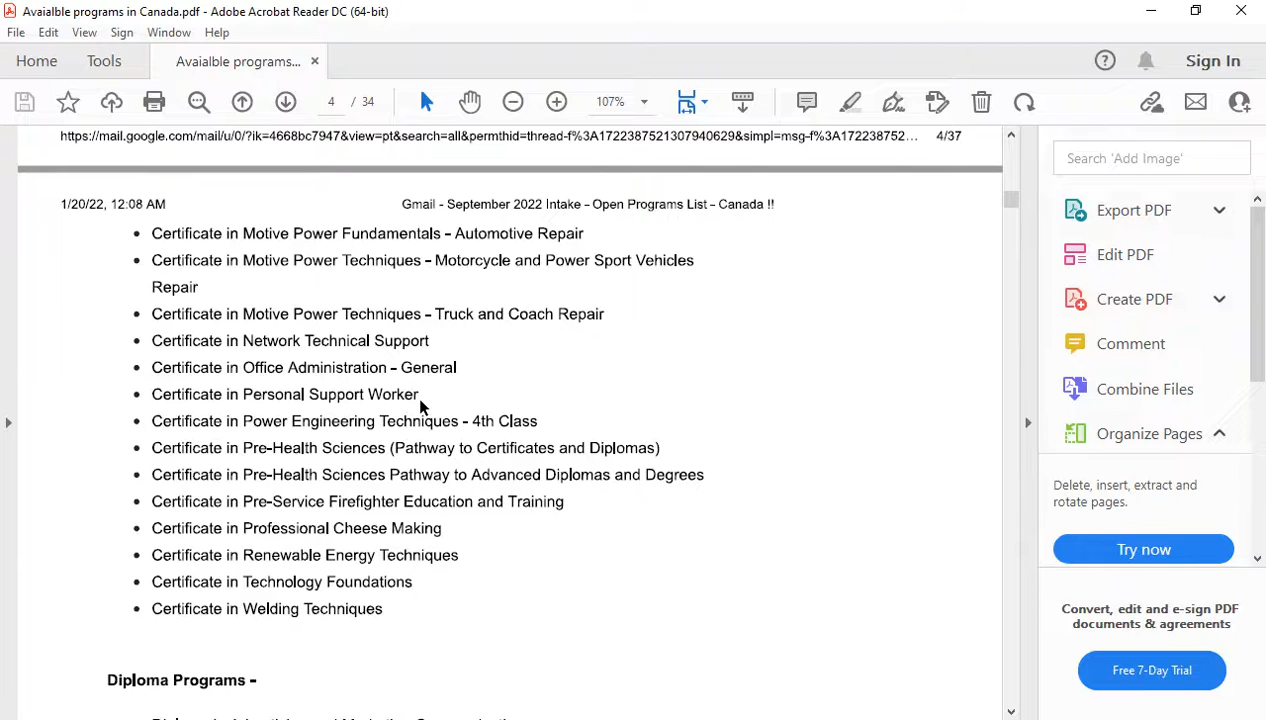 Avaialble programs in Canada.pdf - Adobe Acrobat Reader DC (64-bit)
File Edit View Sign Window Help
Home Tools Avaialble programs... × Sign In
4 / 34 107%
https://mail.google.com/mail/u/0/?ik=4668bc7947&view=pt&search=all&permthid=thread-f%3A1722387521307940629&simpl=msg-f%3A172238752... 4/37
Search 'Add Image'
1/20/22, 12:08 AM Gmail - September 2022 Intake - Open Programs List - Canada !!
• Certificate in Motive Power Fundamentals - Automotive Repair
• Certificate in Motive Power Techniques - Motorcycle and Power Sport Vehicles
Repair
• Certificate in Motive Power Techniques - Truck and Coach Repair
• Certificate in Network Technical Support
• Certificate in Office Administration - General
• Certificate in Personal Support Worker
• Certificate in Power Engineering Techniques - 4th Class
• Certificate in Pre-Health Sciences (Pathway to Certificates and Diplomas)
• Certificate in Pre-Health Sciences Pathway to Advanced Diplomas and Degrees
• Certificate in Pre-Service Firefighter Education and Training
• Certificate in Professional Cheese Making
• Certificate in Renewable Energy Techniques
• Certificate in Technology Foundations
• Certificate in Welding Techniques
Diploma Programs -
Export PDF
Edit PDF
Create PDF
Comment
Combine Files
Organize Pages
Delete, insert, extract and
rotate pages.
Try now
Convert, edit and e-sign PDF
documents & agreements
Free 7-Day Trial